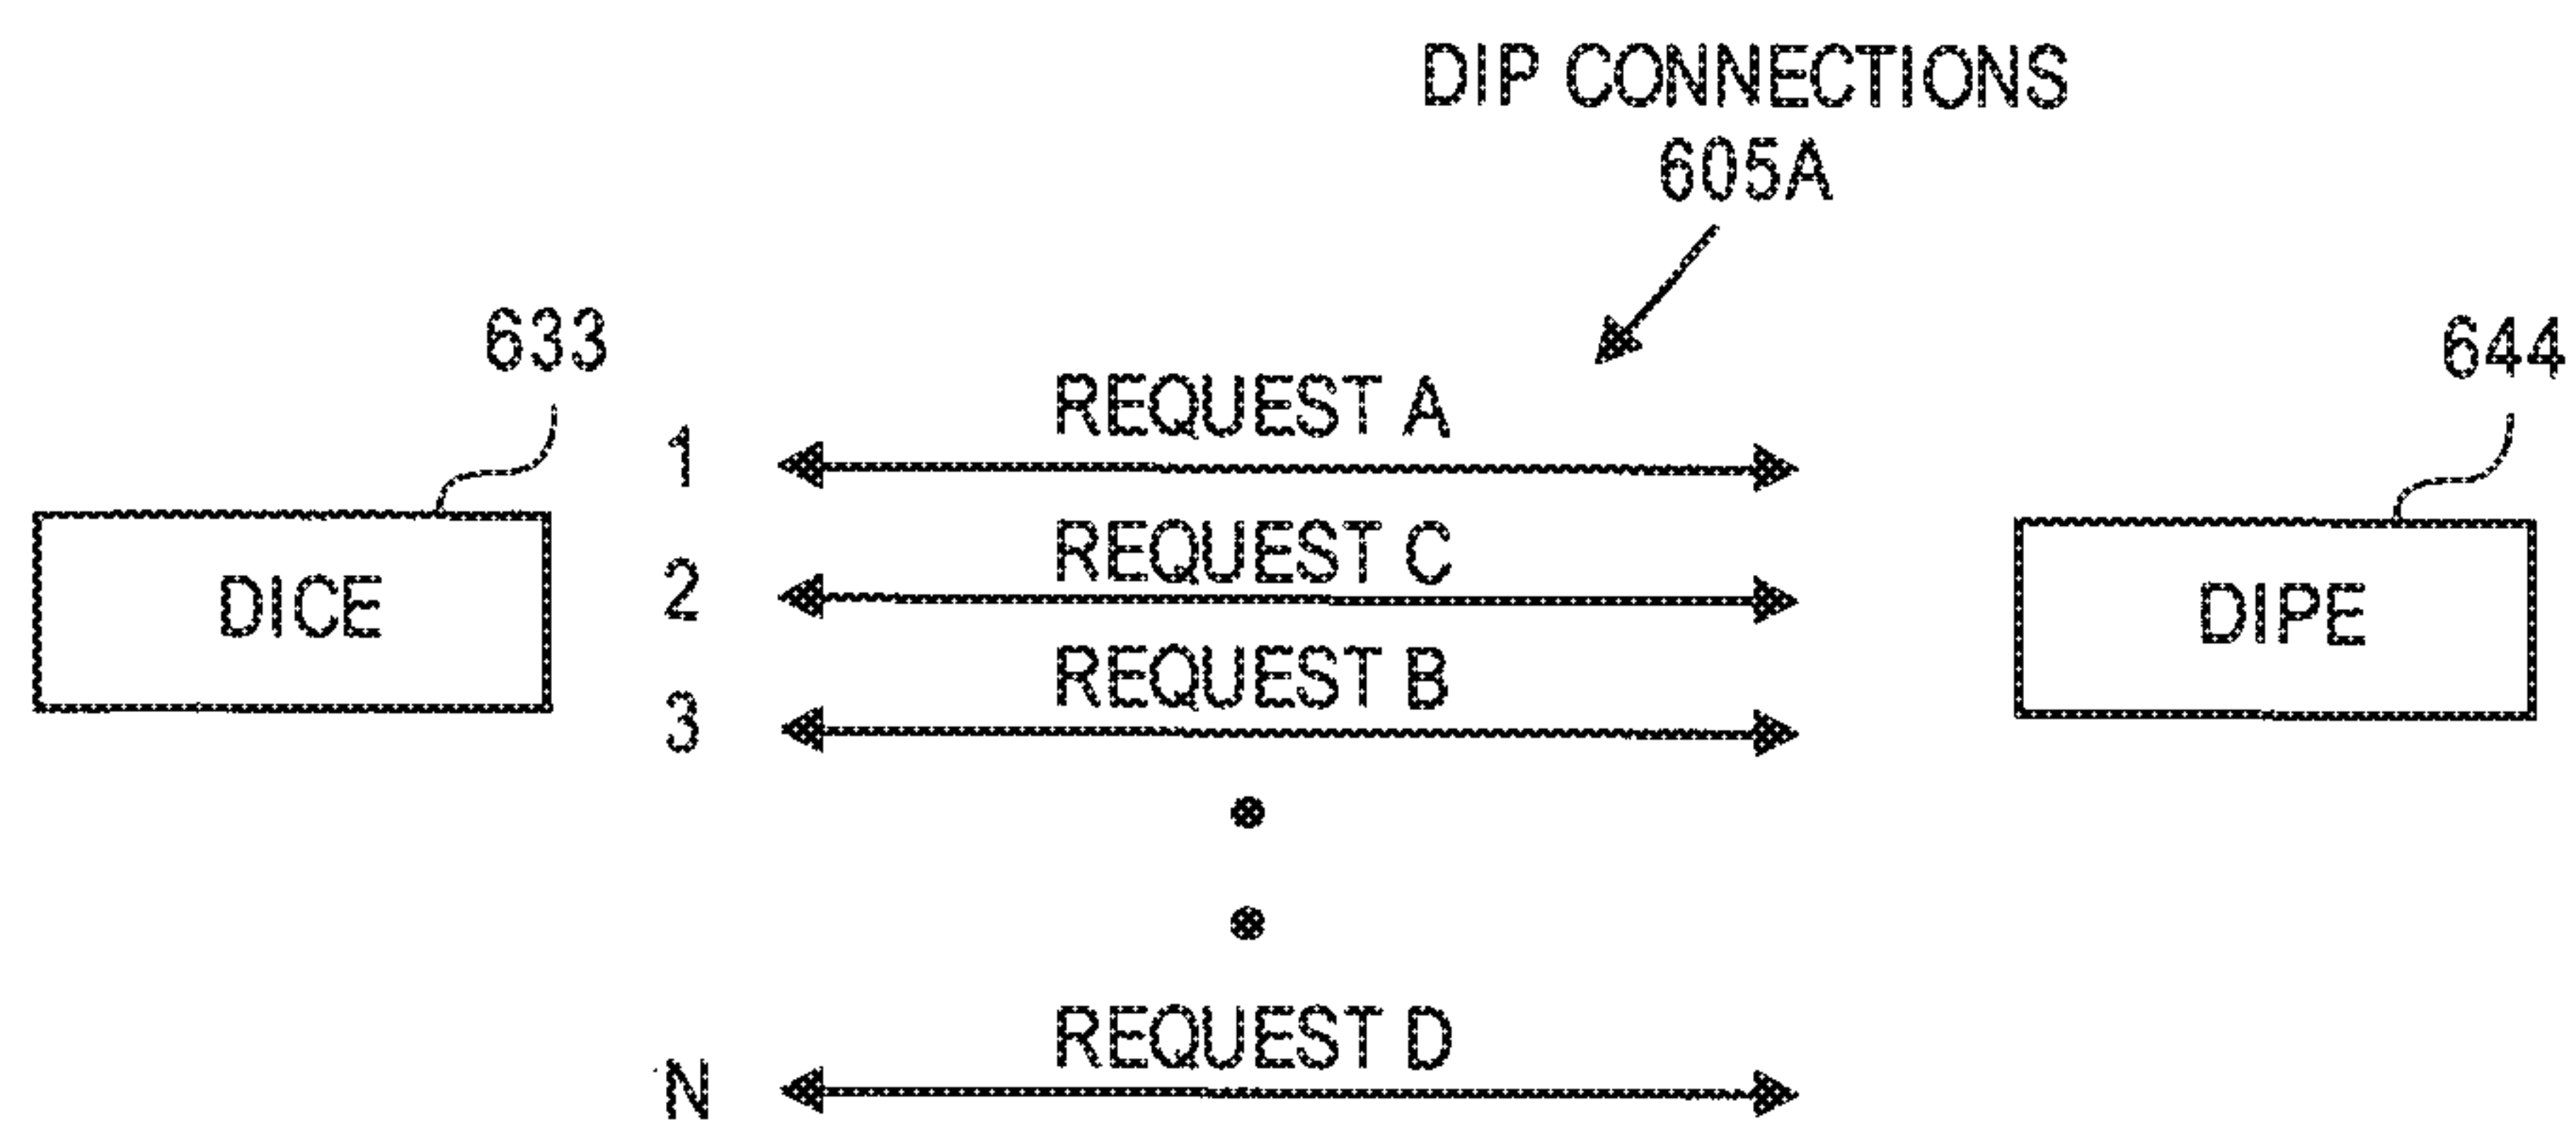 DIP CONNECTIONS
605A
633
644
REQUEST A
1
REQUEST C
2
DICE
DIPE
REQUEST B
3
REQUEST D
N